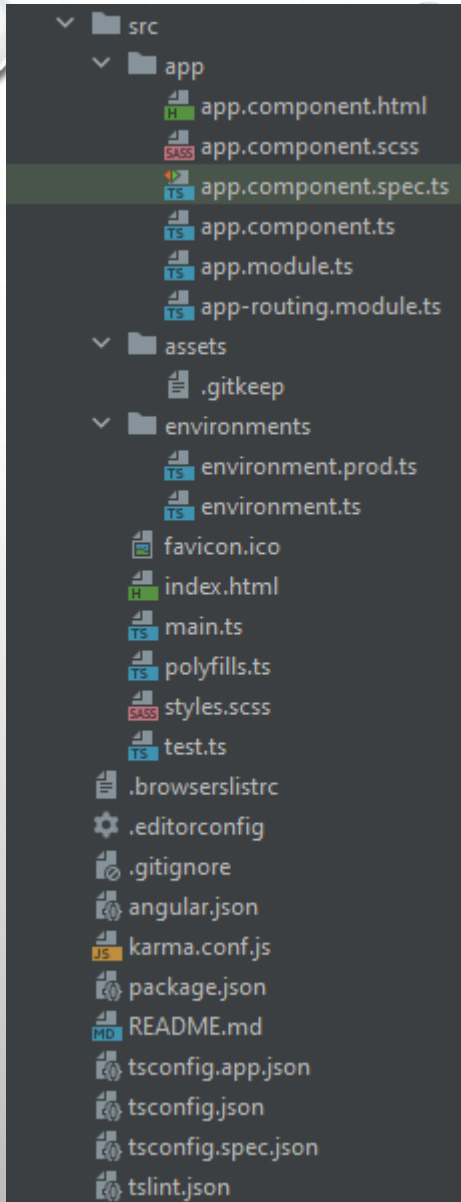 src
app
app.component.html
app.component.scss
app.component.spec.ts
app.component.ts
app.module.ts
app-routing.module.ts
assets
.gitkeep
environments
environment.prod.ts
environment.ts
favicon.ico
index.html
main.ts
polyfills.ts
styles.scss
test.ts
.browserslistrc
.editorconfig
.gitignore
angular.json
karma.conf.js
package.json
README.md
tsconfig.app.json
tsconfig.json
tsconfig.spec.json
tslint.json